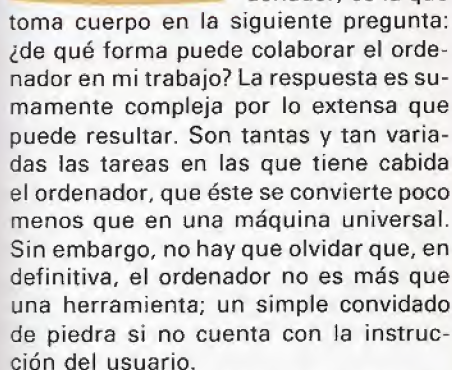 es la que
toma cuerpo en la siguiente pregunta:
¿de qué forma puede colaborar el orde-
nador en mi trabajo? La respuesta es su-
mamente compleja por lo extensa que
puede resultar. Son tantas y tan varia-
das las tareas en las que tiene cabida
el ordenador, que éste se convierte poco
menos que en una máquina universal.
Sin embargo, no hay que olvidar que, en
definitiva, el ordenador no es más que
una herramienta; un simple convidado
de piedra si no cuenta con la instruc-
ción del usuario.